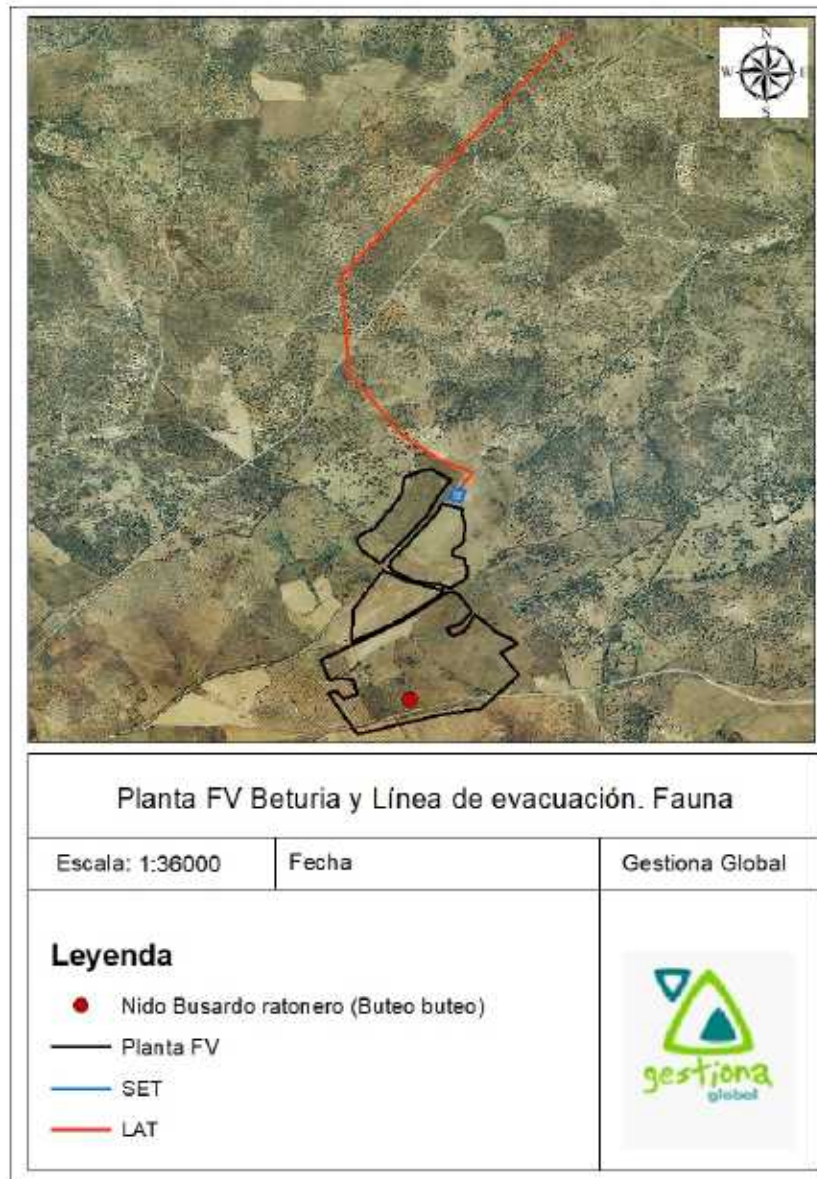 N
W E
S
Planta FV Beturia y Línea de evacuación. Fauna
Escala: 1:36000
Fecha
Gestiona Global
Leyenda
Nido Busardo ratonero (Buteo buteo)
Planta FV
SET
LAT
gestiona
global